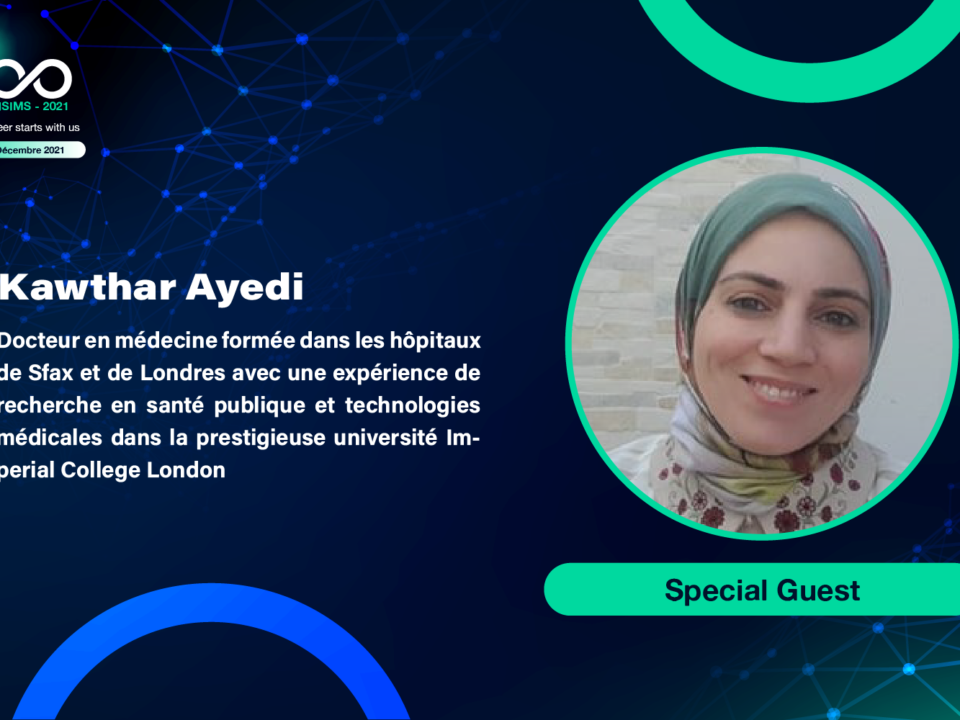 ISIMS - 2021
eer starts with us
Décembre 2021
Kawthar Ayedi
Docteur en médecine formée dans les hôpitaux
de Sfax et de Londres avec une expérience de
recherche en santé publique et technologies
médicales dans la prestigieuse université Im-
perial College London
Special Guest